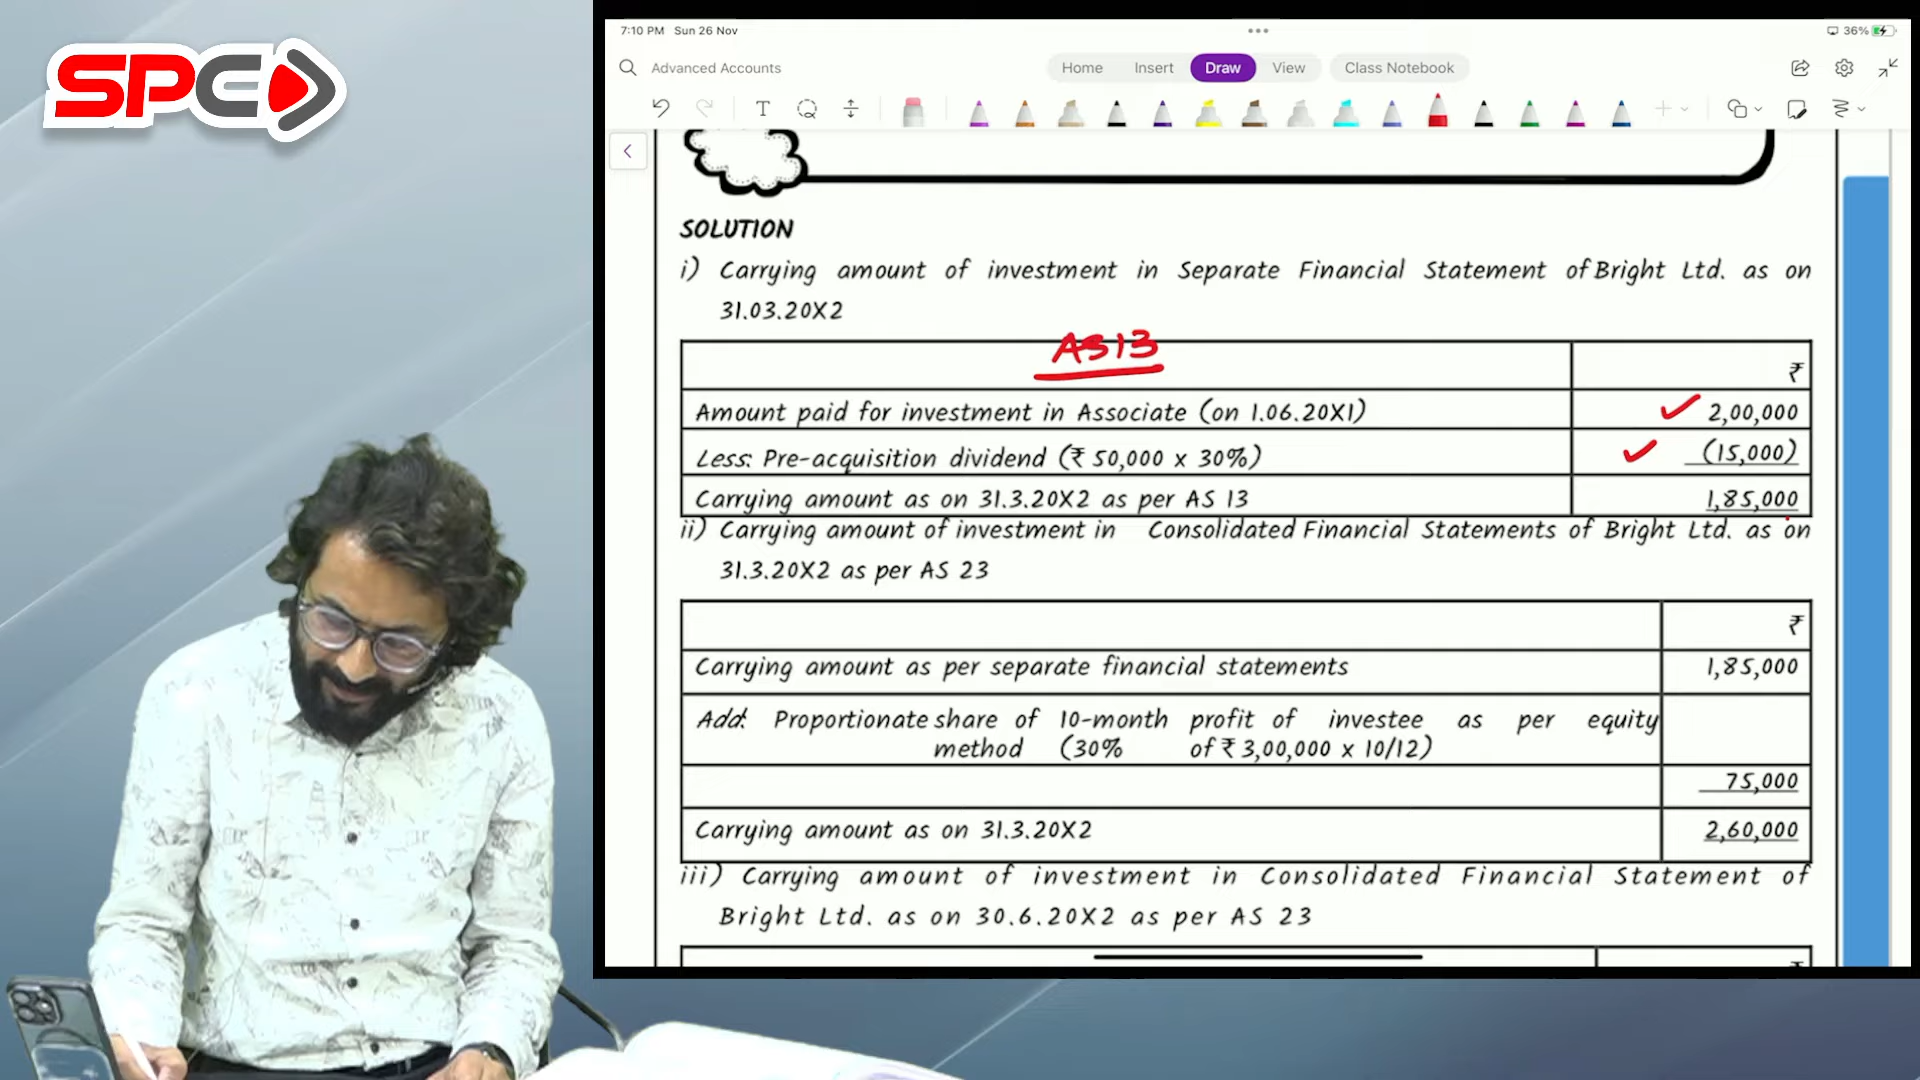 SPE
7:10 PM Sun 26 Nov
36%
Advanced Accounts
Home Insert Draw View Class Notebook
SOLUTION
i) Carrying amount of investment in Separate Financial Statement of Bright Ltd. as on
31.03.20X2
AS13
₹
Amount paid for investment in Associate (on 1.06.20X1) 2,00,000
Less: Pre-acquisition dividend (₹ 50,000 x 30%) (15,000)
Carrying amount as on 31.3.20X2 as per AS 13 1,85,000
ii) Carrying amount of investment in Consolidated Financial Statements of Bright Ltd. as on
31.3.20X2 as per AS 23
₹
Carrying amount as per separate financial statements 1,85,000
Add: Proportionate share of 10-month profit of investee as per equity
method (30% of ₹ 3,00,000 x 10/12)
75,000
Carrying amount as on 31.3.20X2 2,60,000
iii) Carrying amount of investment in Consolidated Financial Statement of
Bright Ltd. as on 30.6.20X2 as per AS 23